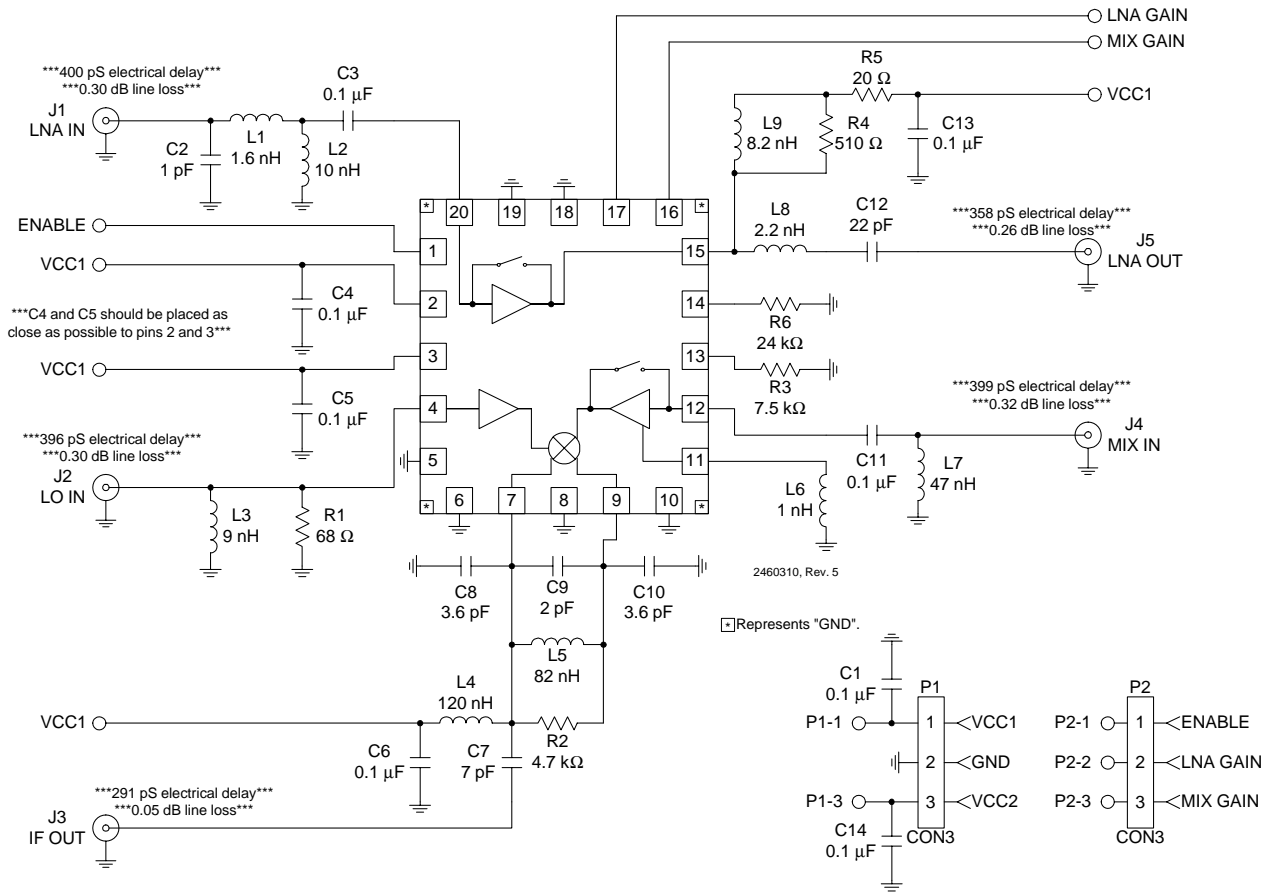 LNA GAIN
MIX GAIN
***400 pS electrical delay***
***0.30 dB line loss***
J1
LNA IN
C3
0.1 µF
C2
1 pF
L1
1.6 nH
L2
10 nH
R5
20 Ω
VCC1
L9
8.2 nH
R4
510 Ω
C13
0.1 µF
* 20 19 18 17 16 *
ENABLE
1
VCC1
2
C4
0.1 µF
***C4 and C5 should be placed as
close as possible to pins 2 and 3***
VCC1
3
C5
0.1 µF
15
L8
2.2 nH
C12
22 pF
***358 pS electrical delay***
***0.26 dB line loss***
J5
LNA OUT
14
R6
24 kΩ
13
R3
7.5 kΩ
***396 pS electrical delay***
***0.30 dB line loss***
J2
LO IN
4
5
L3
9 nH
R1
68 Ω
12
11
***399 pS electrical delay***
***0.32 dB line loss***
J4
MIX IN
C11
0.1 µF
L7
47 nH
L6
1 nH
* 6 7 8 9 10 *
C8
3.6 pF
C9
2 pF
C10
3.6 pF
2460310, Rev. 5
* Represents "GND".
L5
82 nH
L4
120 nH
VCC1
C6
0.1 µF
C7
7 pF
R2
4.7 kΩ
***291 pS electrical delay***
***0.05 dB line loss***
J3
IF OUT
C1
0.1 µF
P1
P1-1 1 VCC1
2 GND
P1-3 3 VCC2
CON3
C14
0.1 µF
P2
P2-1 1 ENABLE
P2-2 2 LNA GAIN
P2-3 3 MIX GAIN
CON3